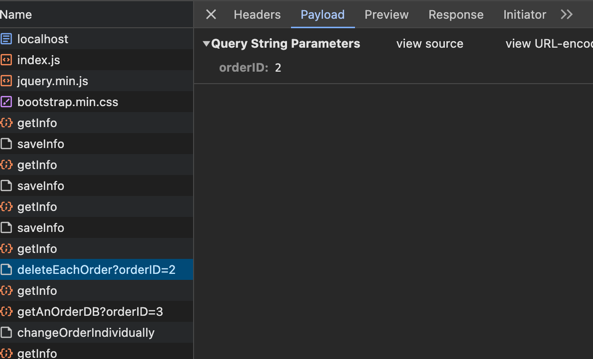 Name
localhost
index.js
jquery.min.js
bootstrap.min.css
getInfo
saveInfo
getInfo
saveInfo
getInfo
saveInfo
getInfo
deleteEachOrder?orderID=2
getInfo
getAnOrderDB?orderID=3
changeOrderIndividually
getInfo
Headers Payload Preview Response Initiator
Query String Parameters view source view URL-enco
orderID: 2